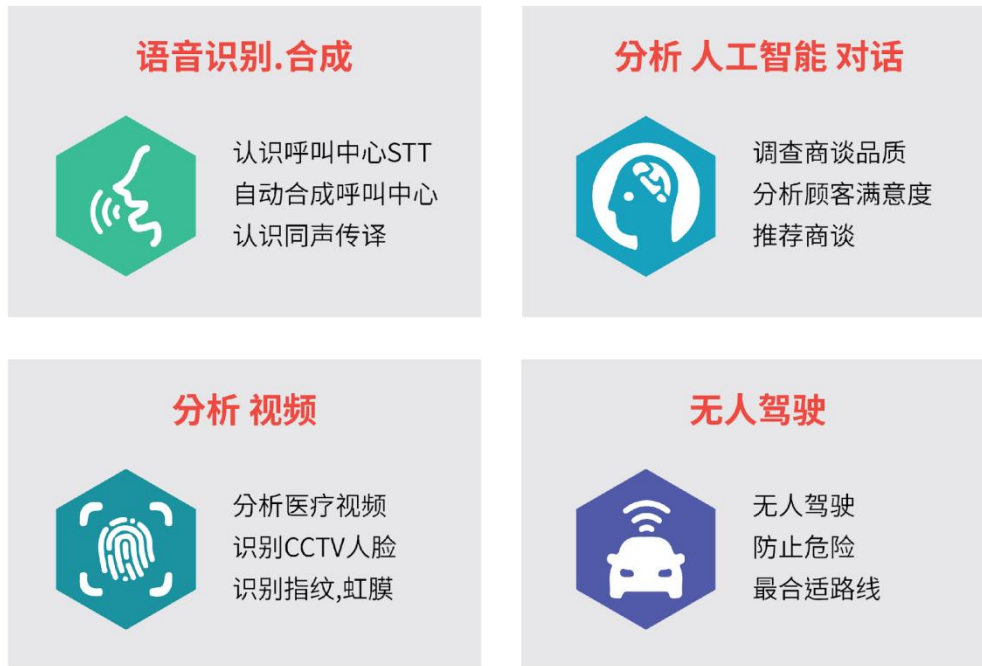 语音识别.合成
认识呼叫中心STT
自动合成呼叫中心
认识同声传译
分析 人工智能 对话
调查商谈品质
分析顾客满意度
推荐商谈
分析 视频
分析医疗视频
识别CCTV人脸
识别指纹,虹膜
无人驾驶
无人驾驶
防止危险
最合适路线